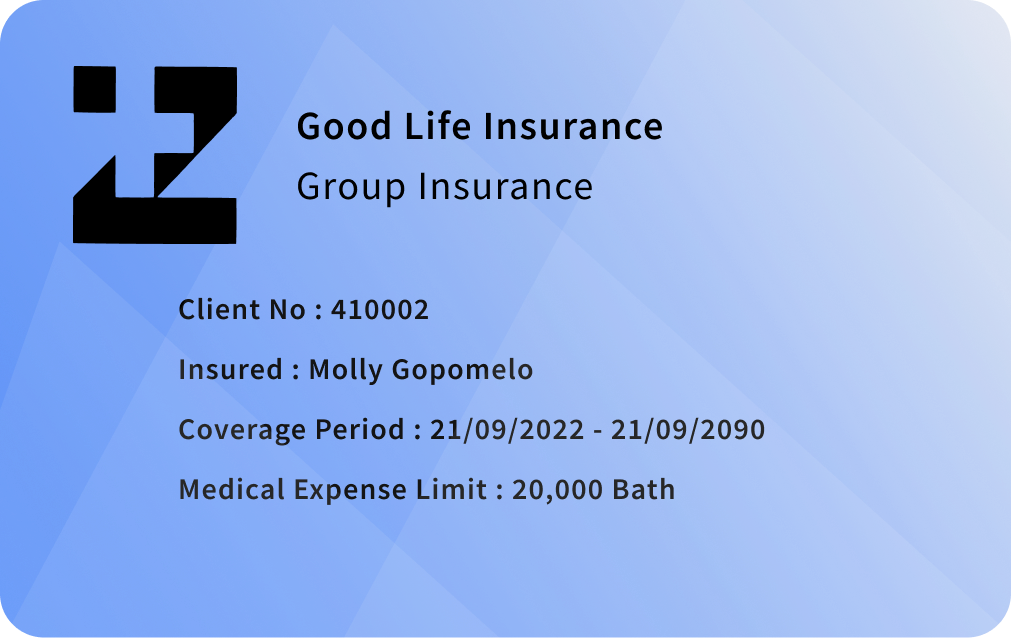 Good Life Insurance
Group Insurance
Client No : 410002
Insured : Molly Gopomelo
Coverage Period : 21/09/2022 - 21/09/2090
Medical Expense Limit : 20,000 Bath